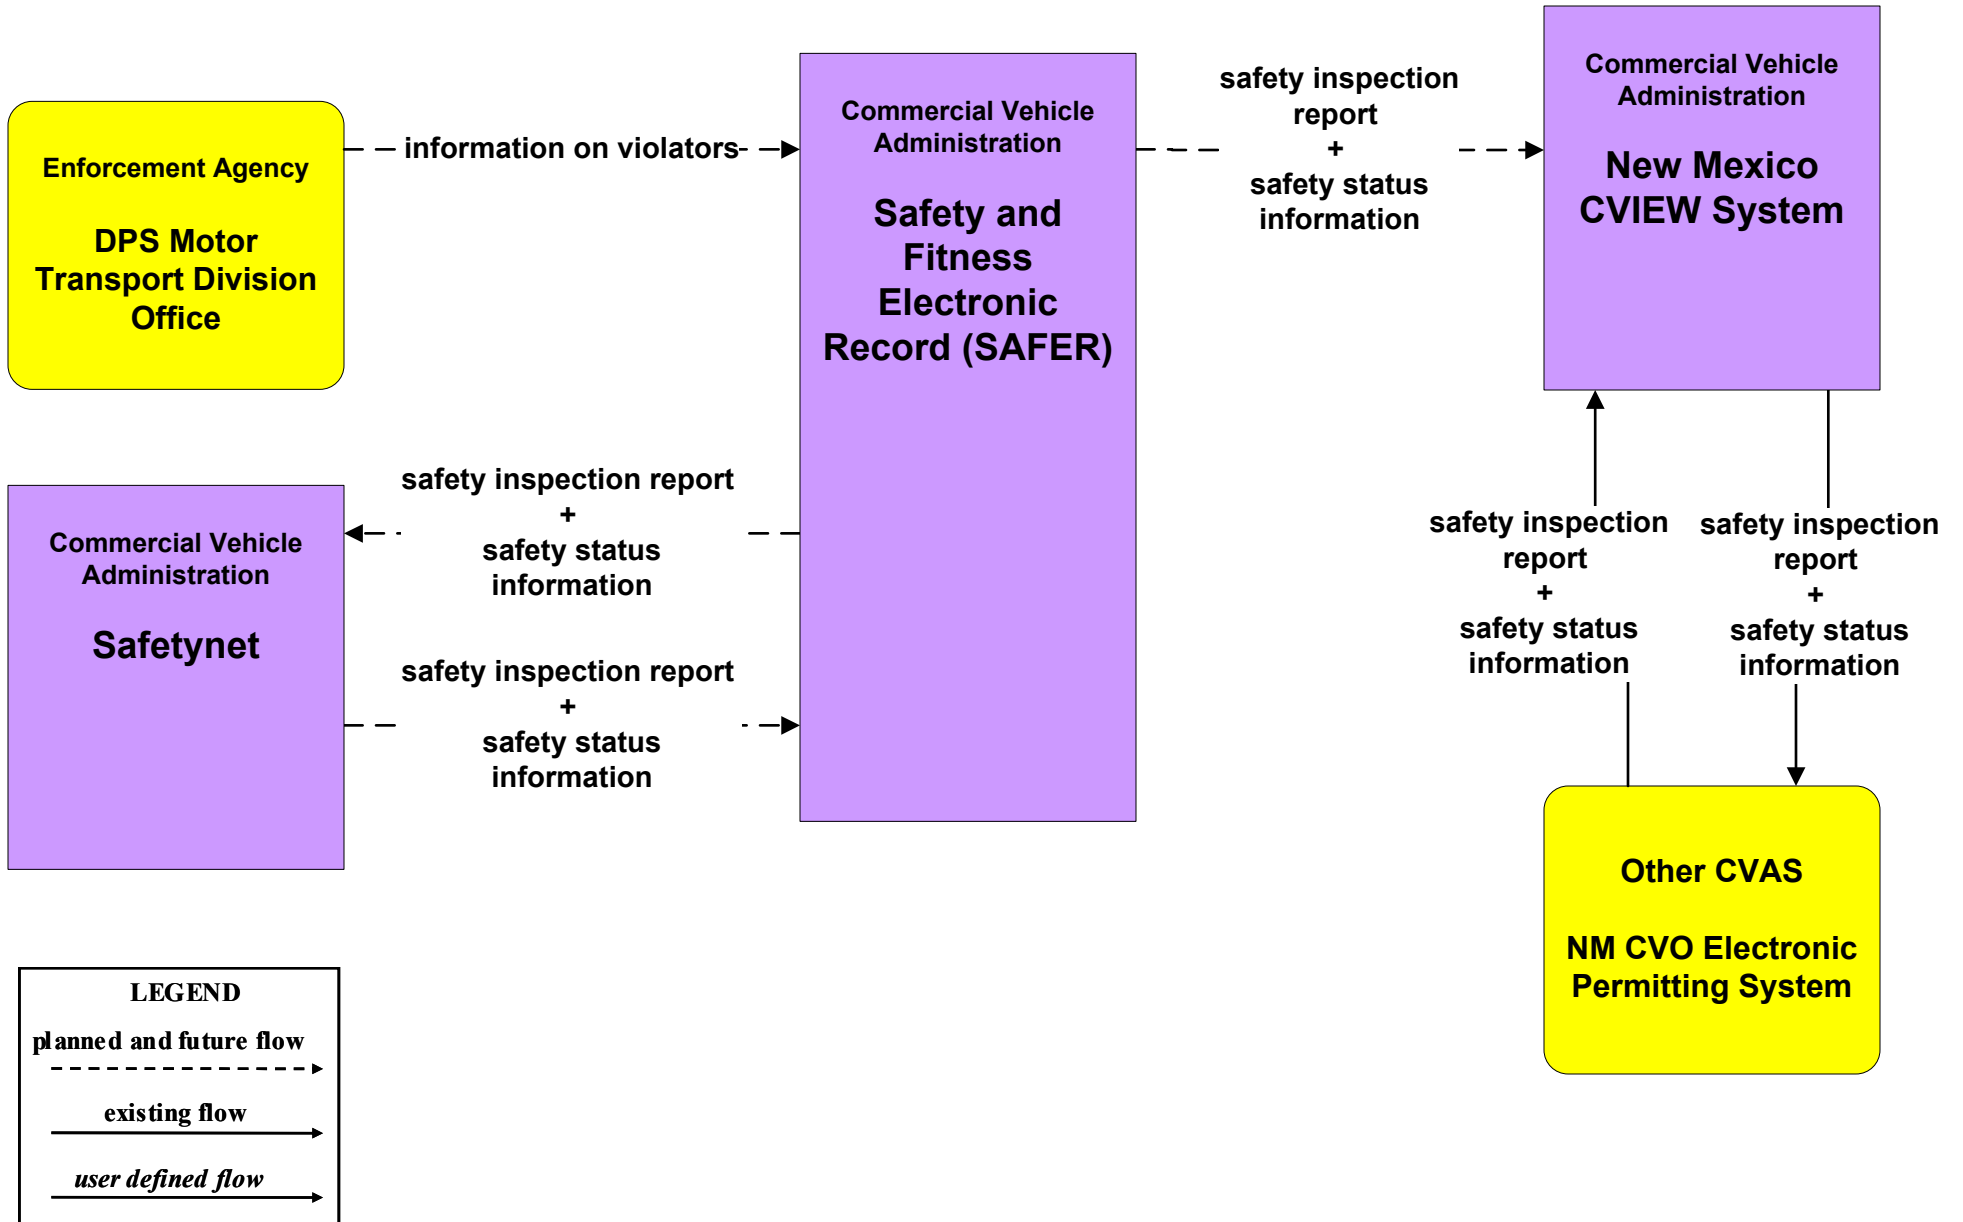 Enforcement Agency
DPS Motor
Transport Division
Office
information on violators
Commercial Vehicle
Administration
Safety and
Fitness
Electronic
Record (SAFER)
safety inspection
report
+
safety status
information
Commercial Vehicle
Administration
New Mexico
CVIEW System
Commercial Vehicle
Administration
Safetynet
safety inspection report
+
safety status
information
safety inspection report
+
safety status
information
safety inspection
report
+
safety status
information
safety inspection
report
+
safety status
information
Other CVAS
NM CVO Electronic
Permitting System
LEGEND
planned and future flow
existing flow
user defined flow